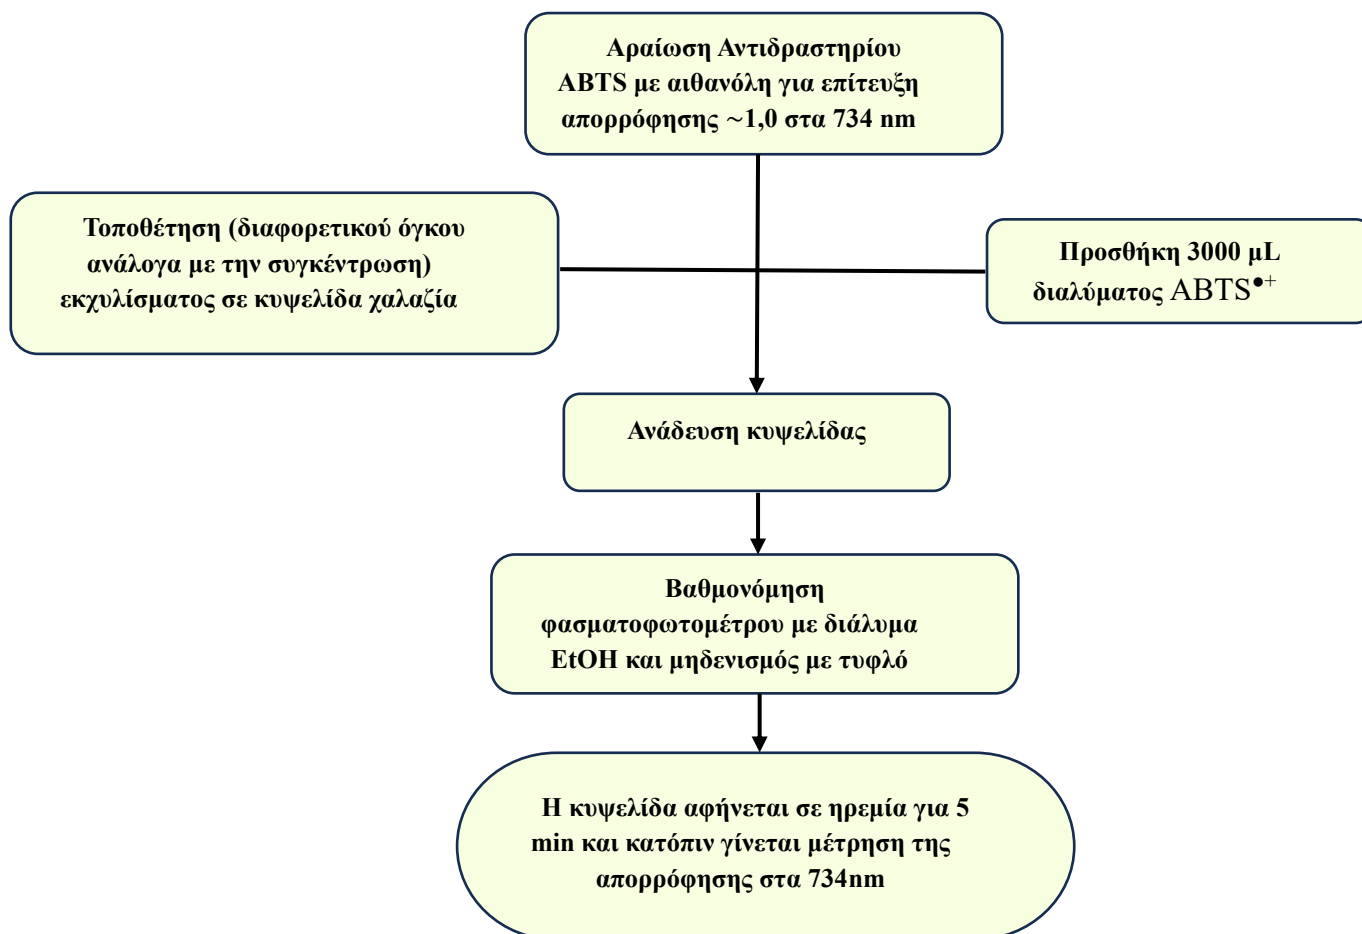 Αραίωση Αντιδραστηρίου
ABTS με αιθανόλη για επίτευξη
απορρόφησης ~1,0 στα 734 nm
Τοποθέτηση (διαφορετικού όγκου
ανάλογα με την συγκέντρωση)
εκχυλίσματος σε κυψελίδα χαλαζία
Προσθήκη 3000 μL
διαλύματος ABTS●+
Ανάδευση κυψελίδας
Βαθμονόμηση
φασματοφωτομέτρου με διάλυμα
EtOH και μηδενισμός με τυφλό
Η κυψελίδα αφήνεται σε ηρεμία για 5
min και κατόπιν γίνεται μέτρηση της
απορρόφησης στα 734nm